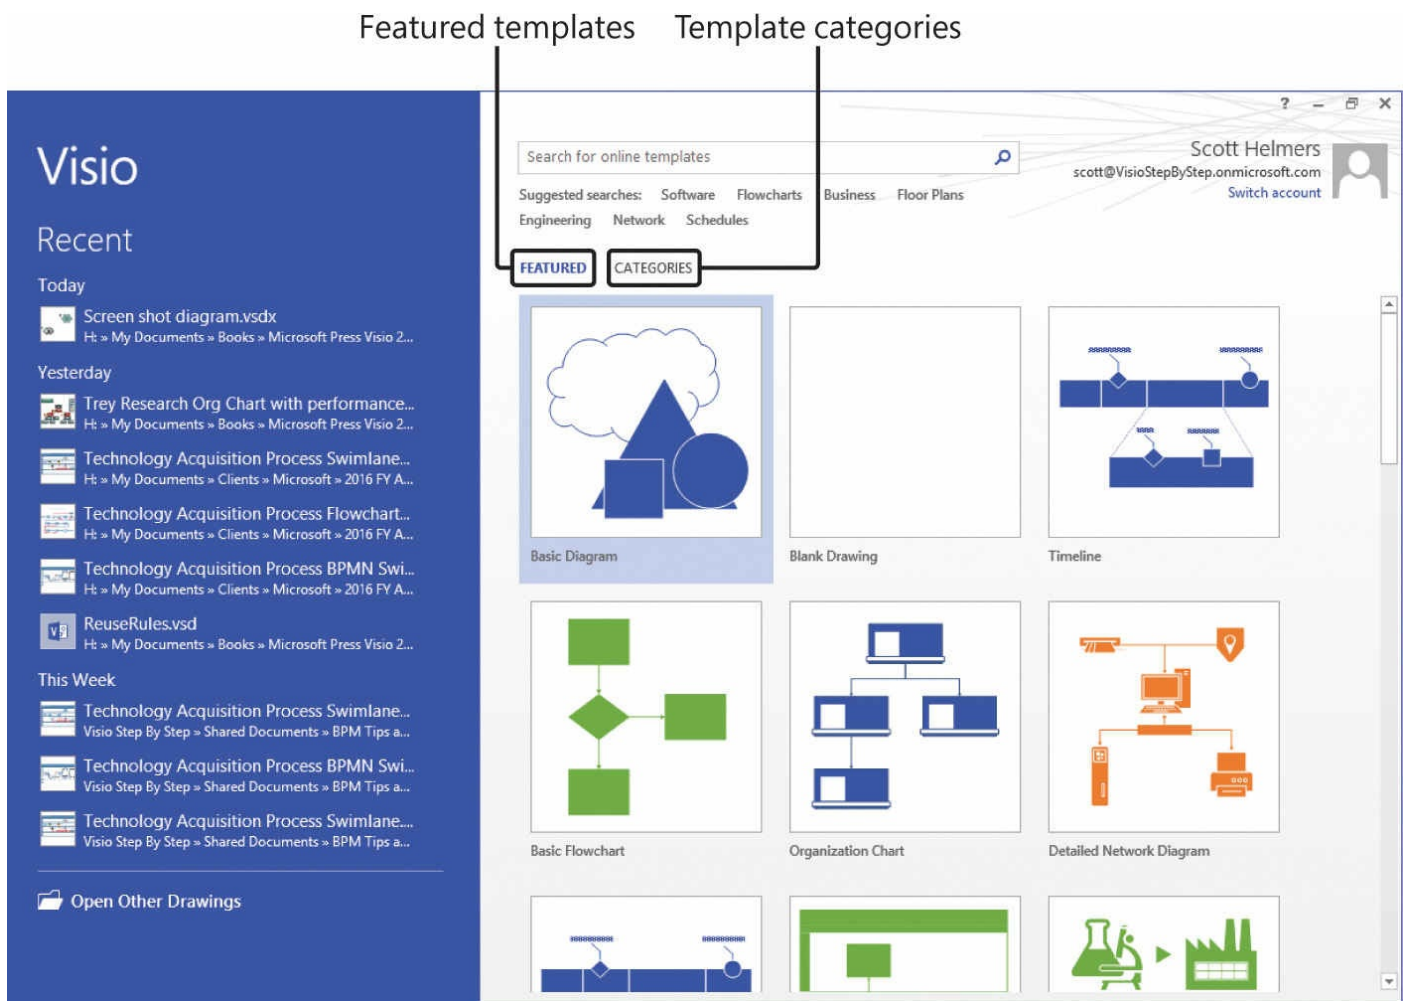 Featured templates Template categories
Visio
Recent
Today
Screen shot diagram.vsdx
H: » My Documents » Books » Microsoft Press Visio 2...
Yesterday
Trey Research Org Chart with performance...
H: » My Documents » Books » Microsoft Press Visio 2...
Technology Acquisition Process Swimlane...
H: » My Documents » Clients » Microsoft » 2016 FY A...
Technology Acquisition Process Flowchart...
H: » My Documents » Clients » Microsoft » 2016 FY A...
Technology Acquisition Process BPMN Swi...
H: » My Documents » Clients » Microsoft » 2016 FY A...
ReuseRules.vsd
H: » My Documents » Books » Microsoft Press Visio 2...
This Week
Technology Acquisition Process Swimlane...
Visio Step By Step » Shared Documents » BPM Tips a...
Technology Acquisition Process BPMN Swi...
Visio Step By Step » Shared Documents » BPM Tips a...
Technology Acquisition Process Swimlane....
Visio Step By Step » Shared Documents » BPM Tips a...
Open Other Drawings
Search for online templates
Suggested searches: Software Flowcharts Business Floor Plans
Engineering Network Schedules
Scott Helmers
scott@VisioStepByStep.onmicrosoft.com
Switch account
FEATURED CATEGORIES
Basic Diagram
Blank Drawing
Timeline
Basic Flowchart
Organization Chart
Detailed Network Diagram